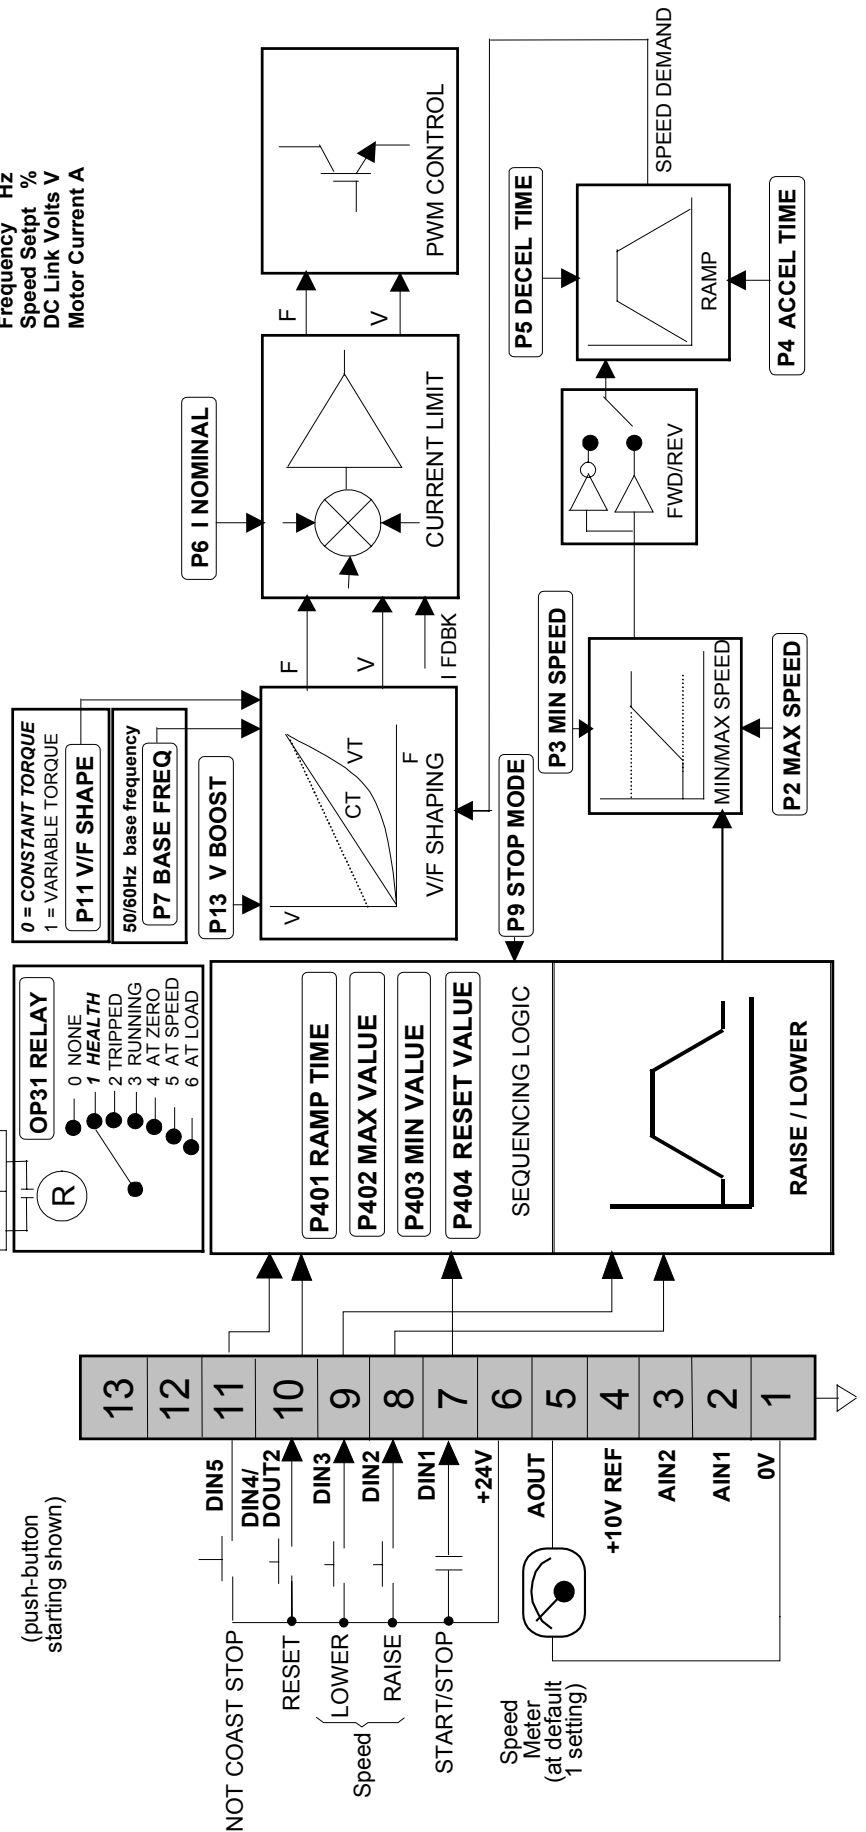 (push-button
starting shown)
NOT COAST STOP
RESET
LOWER
RAISE
Speed
START/STOP
Speed
Meter
(at default
1 setting)
DIN5
DIN4/
DOUT2
DIN3
DIN2
DIN1
+24V
AOUT
+10V REF
AIN2
AIN1
0V
13
12
11
10
9
8
7
6
5
4
3
2
1
R
OP31 RELAY
0 NONE
1 HEALTH
2 TRIPPED
3 RUNNING
4 AT ZERO
5 AT SPEED
6 AT LOAD
P401 RAMP TIME
P402 MAX VALUE
P403 MIN VALUE
P404 RESET VALUE
SEQUENCING LOGIC
RAISE / LOWER
P9 STOP MODE
0 = CONSTANT TORQUE
1 = VARIABLE TORQUE
P11 V/F SHAPE
50/60Hz base frequency
P7 BASE FREQ
P13 V BOOST
V
CT
VT
F
V/F SHAPING
F
V
I FDBK
P6 I NOMINAL
CURRENT LIMIT
F
V
PWM CONTROL
P3 MIN SPEED
MIN/MAX SPEED
P2 MAX SPEED
FWD/REV
P5 DECEL TIME
RAMP
P4 ACCEL TIME
SPEED DEMAND
Frequency Hz
Speed Setpt %
DC Link Volts V
Motor Current A